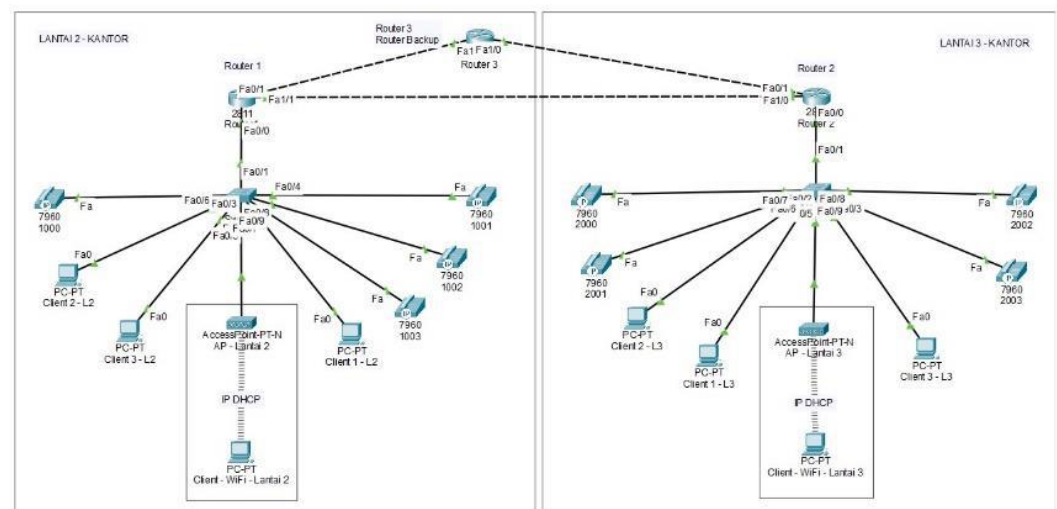 LANTAI 2 - KANTOR
Router 3
Router Backup
Fa1/0
Router 3
LANTAI 3 - KANTOR
Router 1
Fa0/1
Fa1/1
2811
Fa0/0
Router 2
Fa0/1
Fa1/0
Fa0/0
Router 2
Fa0/1
Fa0/6
Fa0/3
Fa0/4
Fa0/9
Fa
7960
1000
Fa
7960
1001
Fa
7960
1002
Fa
7960
1003
Fa0
PC-PT
Client 2 - L2
Fa0
PC-PT
Client 3 - L2
Fa0
PC-PT
Client 1 - L2
AccessPoint-PT-N
AP - Lantai 2
IP DHCP
PC-PT
Client - WiFi - Lantai 2
Fa0/1
Fa0/7
Fa0/8
Fa0/9
Fa
7960
2000
Fa
7960
2001
Fa
7960
2002
Fa
7960
2003
Fa0
PC-PT
Client 2 - L3
Fa0
PC-PT
Client 1 - L3
Fa0
PC-PT
Client 3 - L3
AccessPoint-PT-N
AP - Lantai 3
IP DHCP
PC-PT
Client - WiFi - Lantai 3